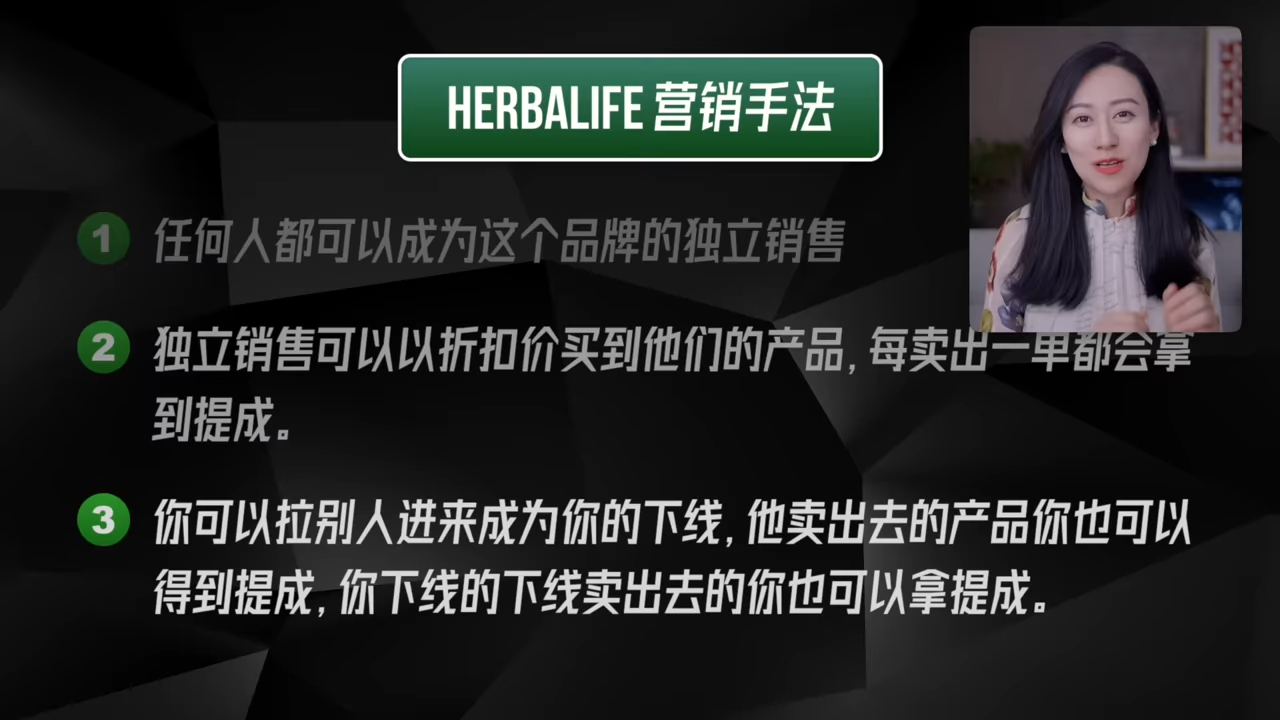 HERBALIFE 营销手法
1 任何人都可以成为这个品牌的独立销售
2 独立销售可以以折扣价买到他们的产品,每卖出一单都会拿
到提成。
3 你可以拉别人进来成为你的下线,他卖出去的产品你也可以
得到提成,你下线的下线卖出去的你也可以拿提成。